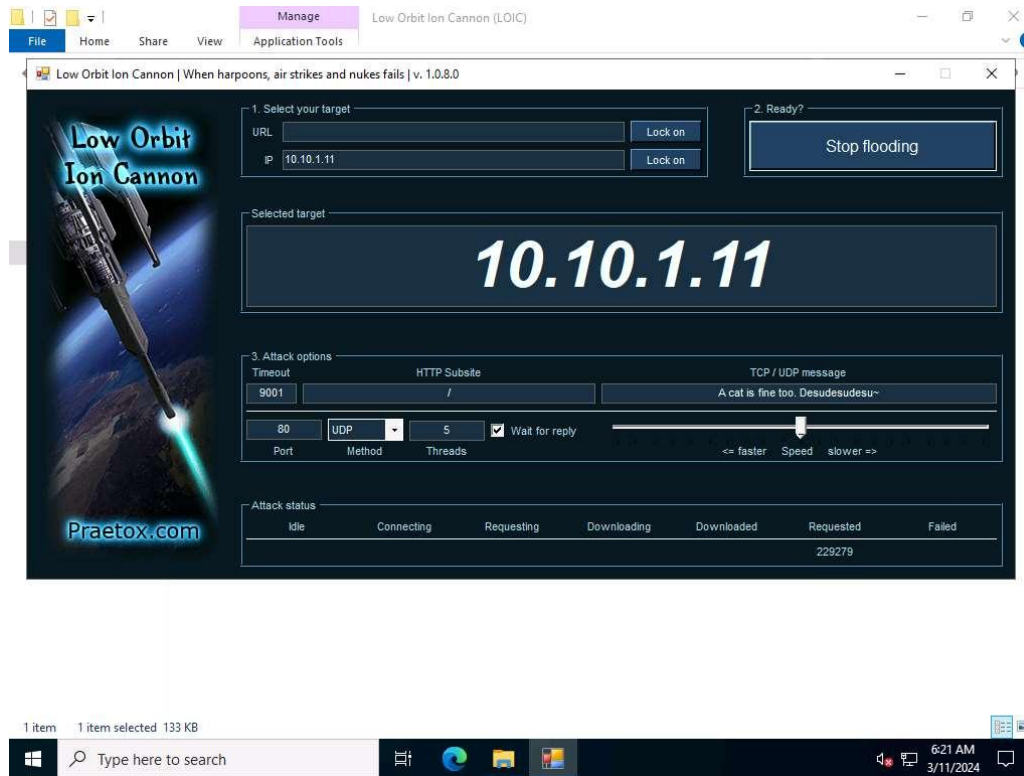 Manage
Low Orbit Ion Cannon (LOIC)
File Home Share View Application Tools
Low Orbit Ion Cannon | When harpoons, air strikes and nukes fails | v. 1.0.8.0
Low Orbit
Ion Cannon
Praetox.com
1. Select your target
URL Lock on
IP 10.10.1.11 Lock on
2. Ready?
Stop flooding
Selected target
10.10.1.11
3. Attack options
Timeout HTTP Subsite TCP / UDP message
9001 / A cat is fine too. Desudesudesu~
80 UDP 5 Wait for reply
Port Method Threads <= faster Speed slower =>
Attack status
Idle Connecting Requesting Downloading Downloaded Requested Failed
229279
1 item 1 item selected 133 KB
Type here to search
6:21 AM
3/11/2024